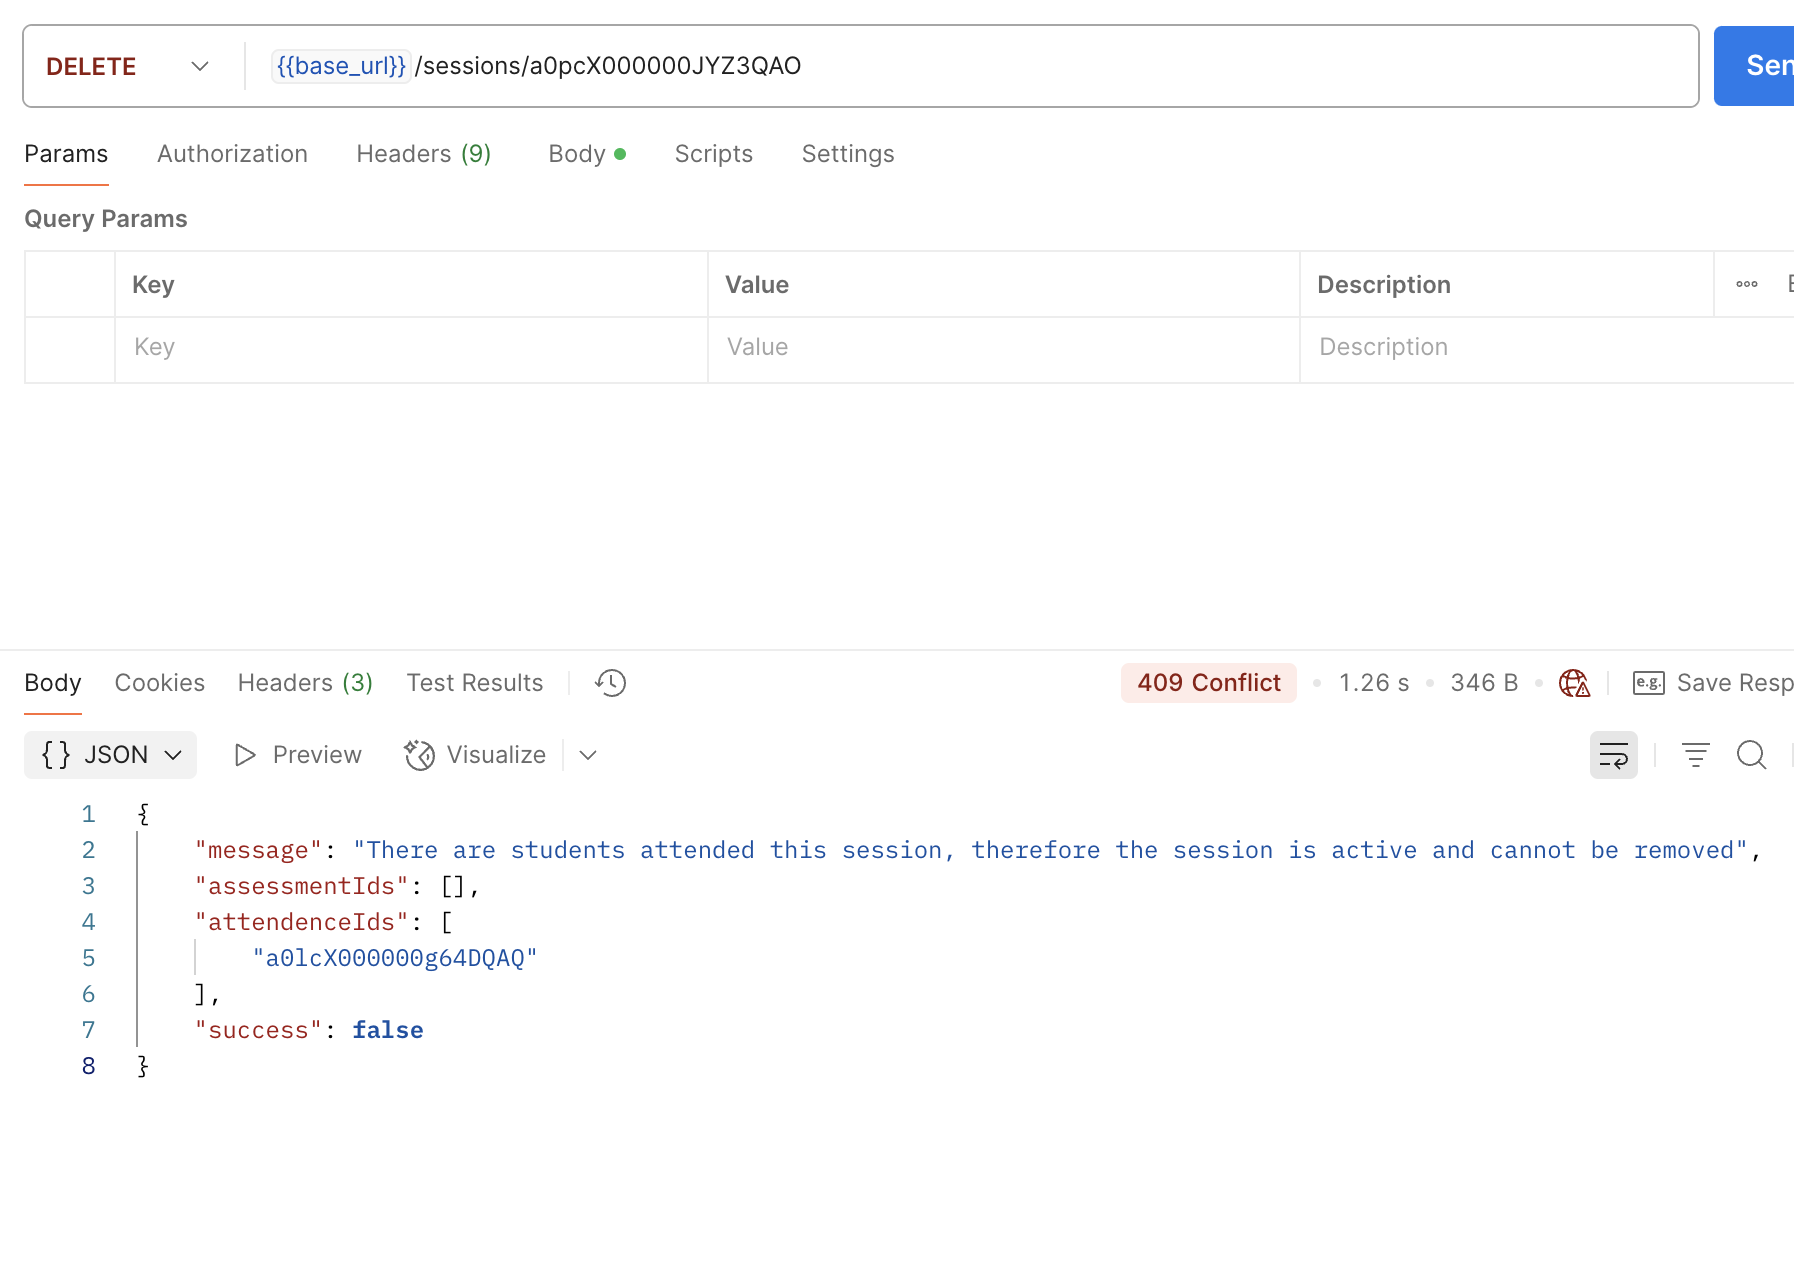 DELETE {{base_url}}/sessions/a0pcX000000JYZ3QAO Sen
Params Authorization Headers (9) Body Scripts Settings
Query Params
Key Value Description
Key Value Description
Body Cookies Headers (3) Test Results 409 Conflict 1.26 s 346 B e.g. Save Resp
{} JSON Preview Visualize
1 {
2 "message": "There are students attended this session, therefore the session is active and cannot be removed",
3 "assessmentIds": [],
4 "attendenceIds": [
5 "a0lcX000000g64DQAQ"
6 ],
7 "success": false
8 }